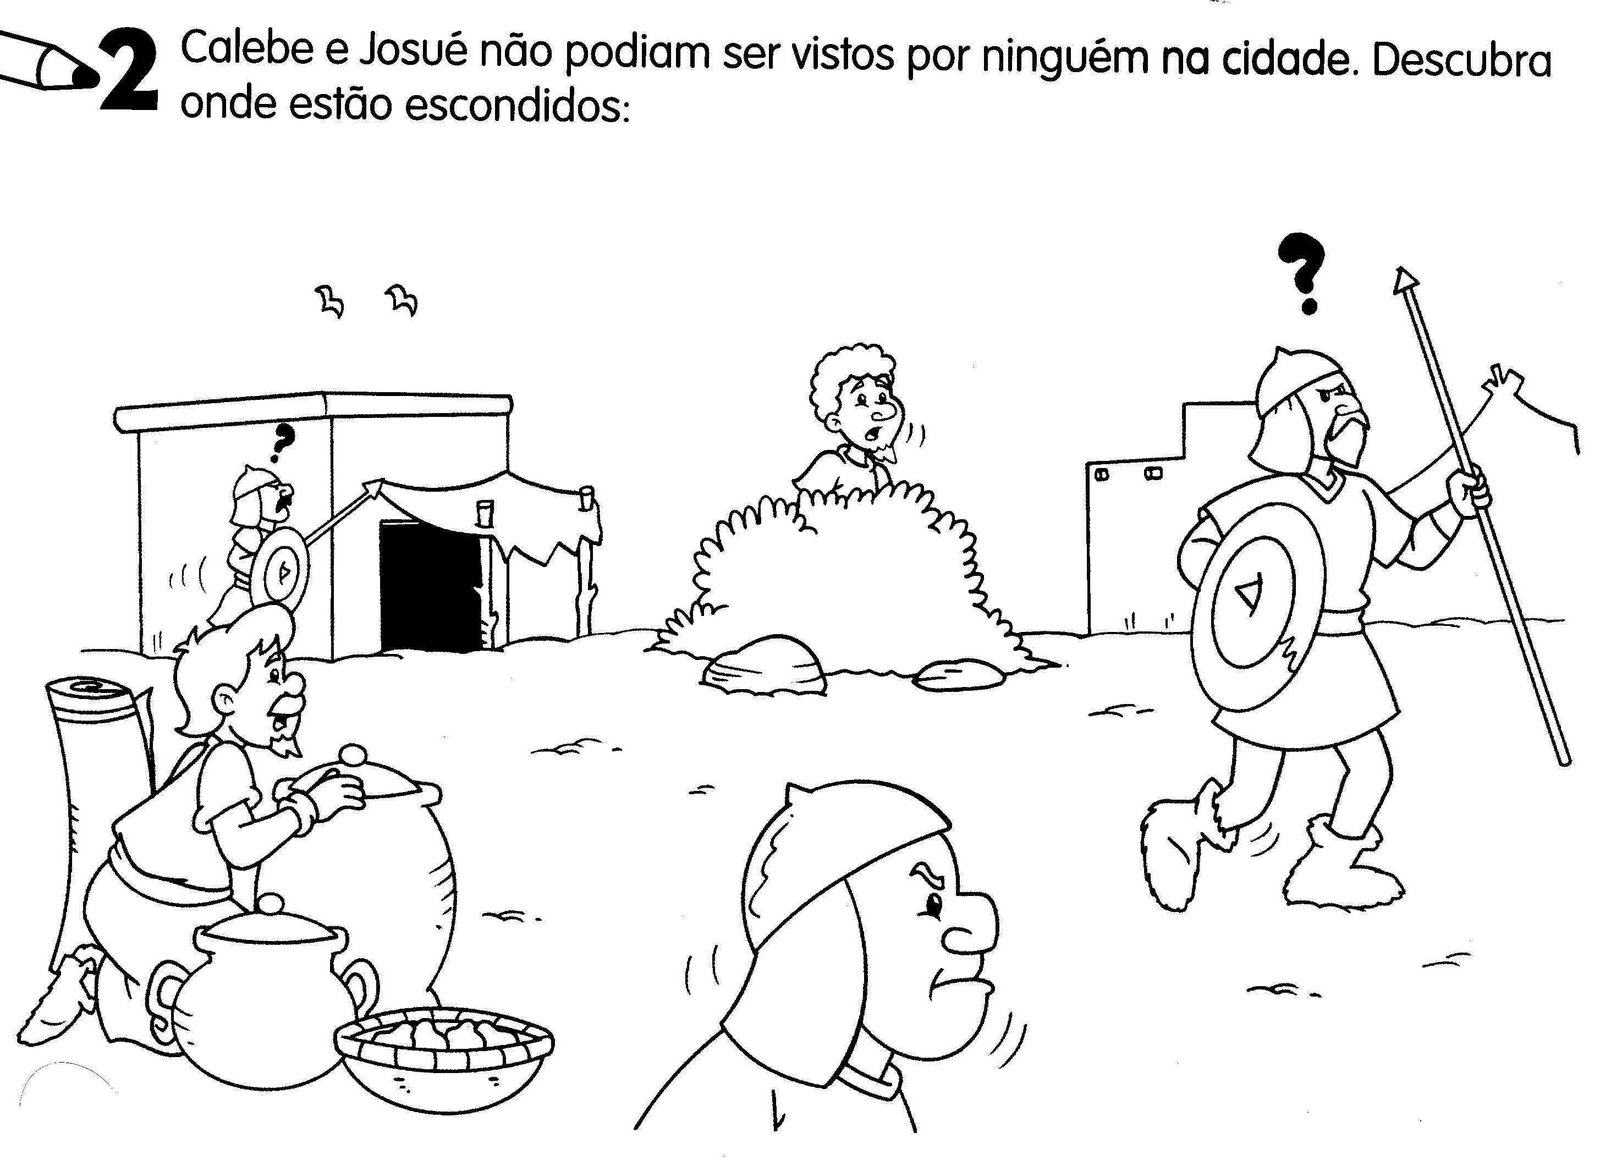 2 Calebe e Josué não podiam ser vistos por ninguém na cidade. Descubra
onde estão escondidos:
?
?